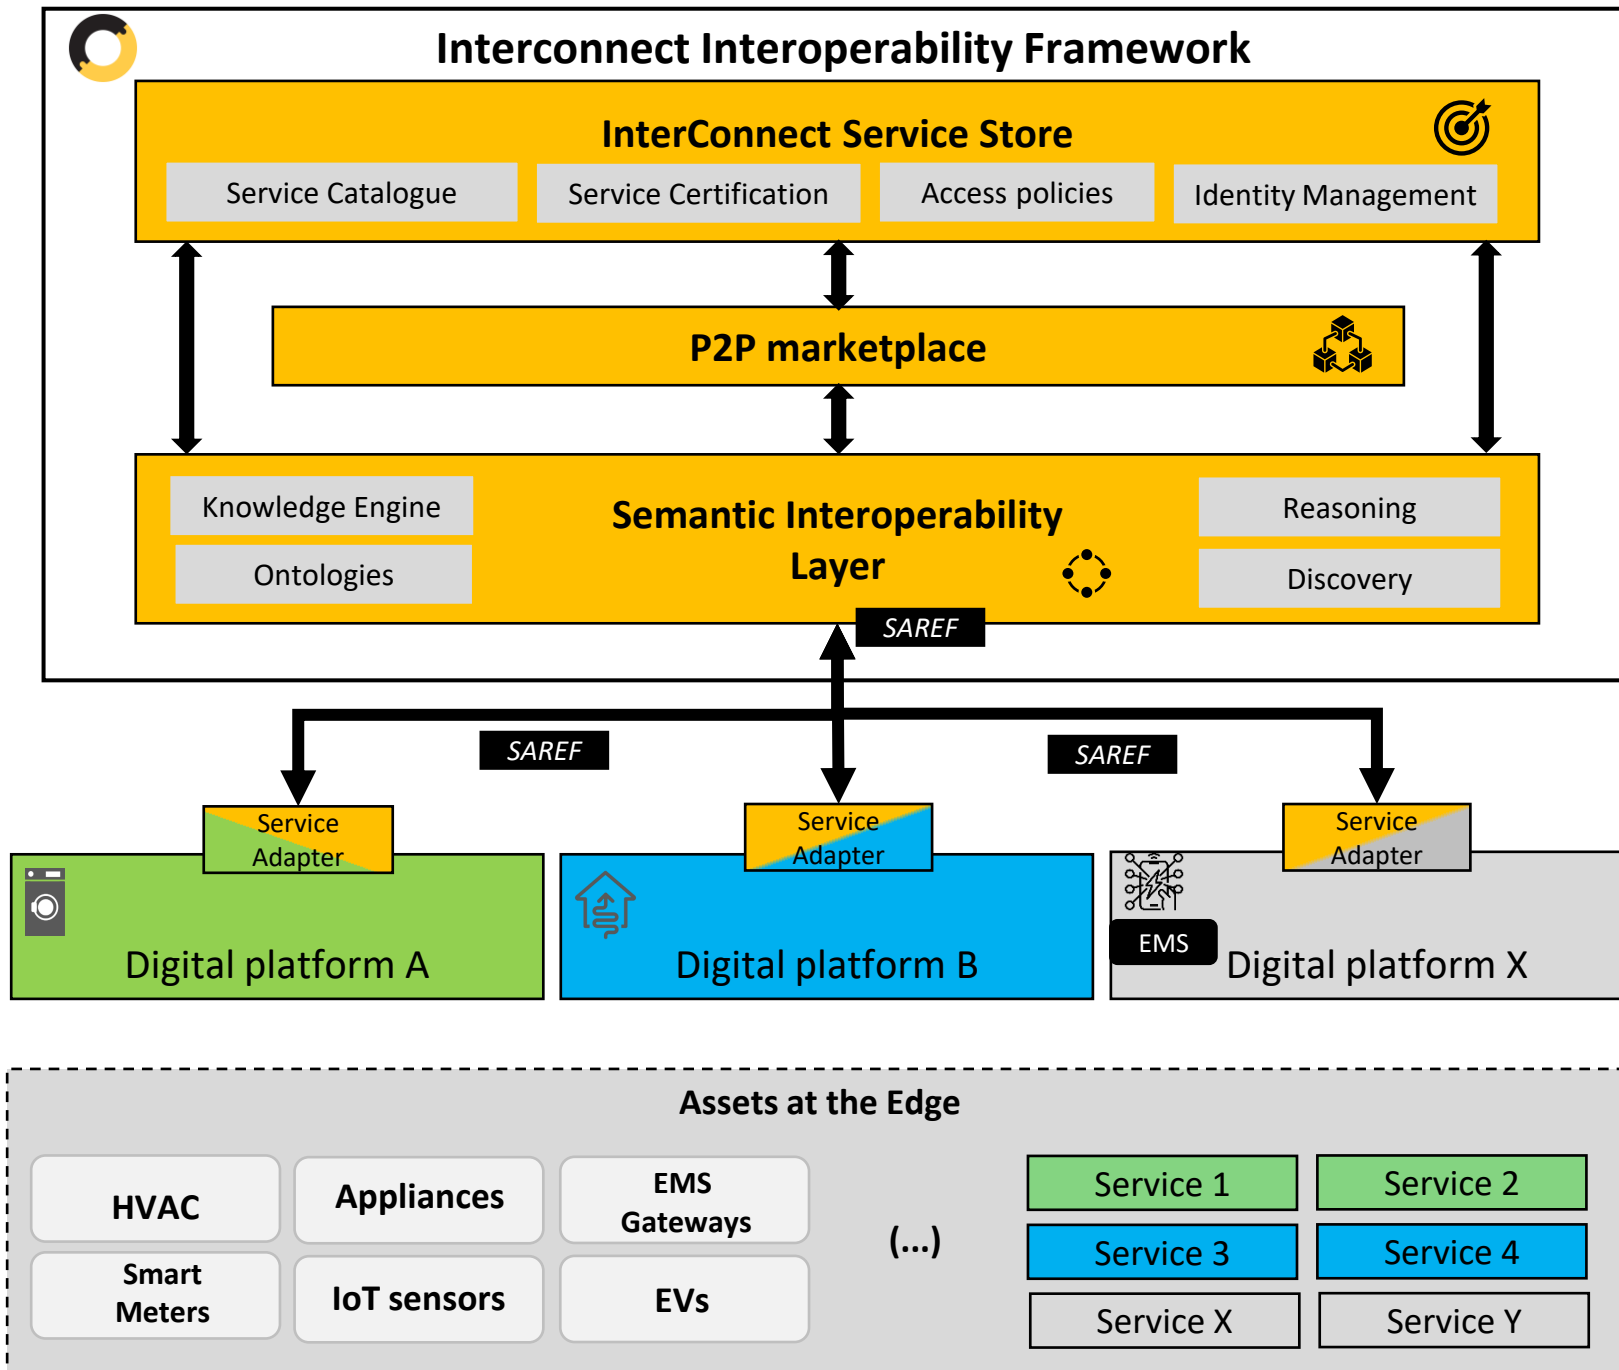 Interconnect Interoperability Framework
InterConnect Service Store
Service Catalogue
Service Certification
Access policies
Identity Management
P2P marketplace
Knowledge Engine
Ontologies
Semantic Interoperability
Layer
Reasoning
Discovery
SAREF
SAREF
SAREF
Service
Adapter
Service
Adapter
Service
Adapter
Digital platform A
Digital platform B
EMS
Digital platform X
Assets at the Edge
HVAC
Appliances
EMS
Gateways
Smart
Meters
IoT sensors
EVs
(...)
Service 1
Service 2
Service 3
Service 4
Service X
Service Y